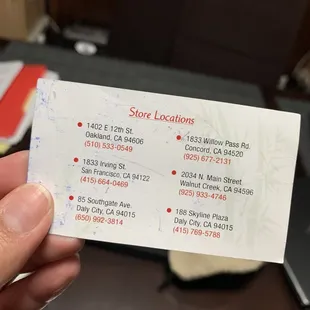 Store Locations
1402 E 12th St.
Oakland, CA 94606
(510) 533-0549
1833 Irving St.
San Francisco, CA 94122
(415) 664-0469
85 Southgate Ave.
Daly City, CA 94015
(650) 992-3814
1833 Willow Pass Rd.
Concord, CA 94520
(925) 677-2131
2034 N. Main Street
Walnut Creek, CA 94596
(925) 933-4746
188 Skyline Plaza
Daly City, CA 94015
(415) 769-5788